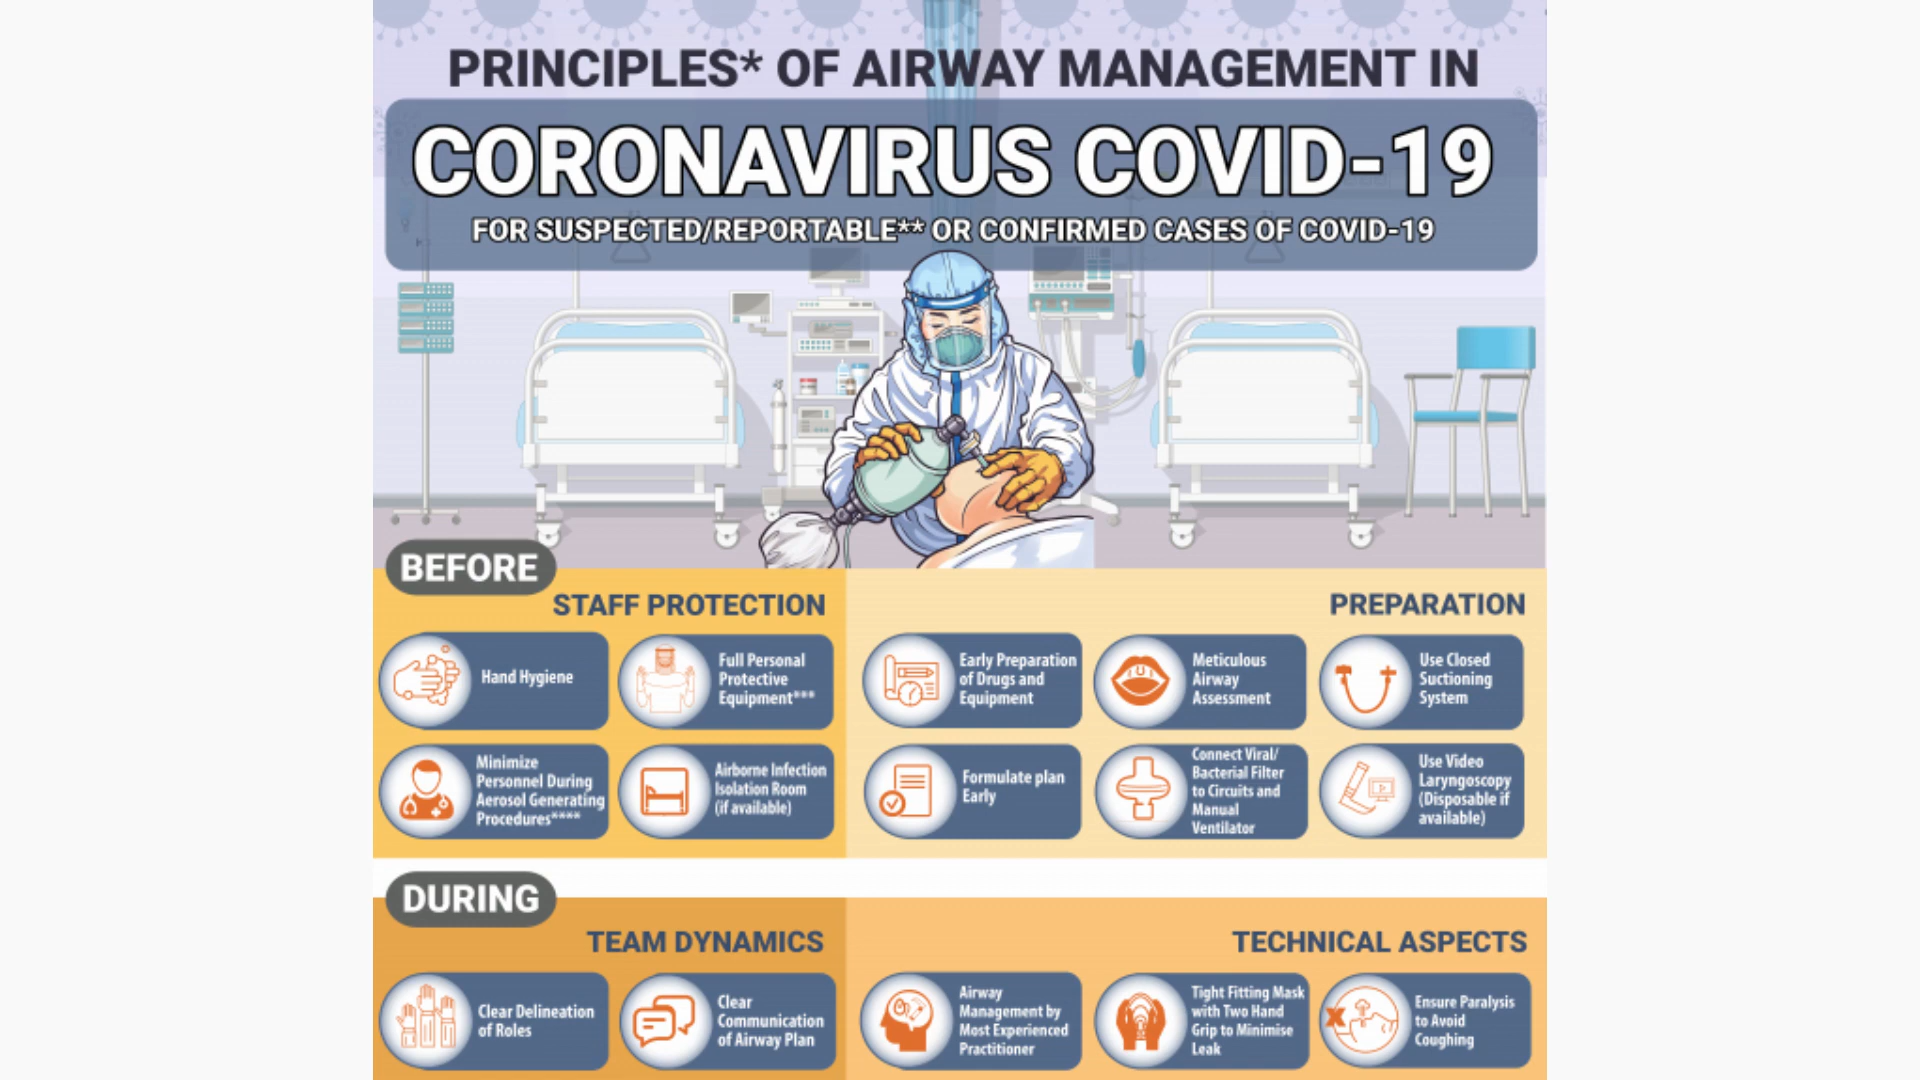 PRINCIPLES* OF AIRWAY MANAGEMENT IN
CORONAVIRUS COVID-19
FOR SUSPECTED/REPORTABLE** OR CONFIRMED CASES OF COVID-19
BEFORE
STAFF PROTECTION
Hand Hygiene
Full Personal
Protective
Equipment***
Minimize
Personnel During
Aerosol Generating
Procedures****
Airborne Infection
Isolation Room
(if available)
PREPARATION
Early Preparation
of Drugs and
Equipment
Meticulous
Airway
Assessment
Use Closed
Suctioning
System
Formulate plan
Early
Connect Viral/
Bacterial Filter
to Circuits and
Manual
Ventilator
Use Video
Laryngoscopy
(Disposable if
available)
DURING
TEAM DYNAMICS
Clear Delineation
of Roles
Clear
Communication
of Airway Plan
TECHNICAL ASPECTS
Airway
Management by
Most Experienced
Practitioner
Tight Fitting Mask
with Two Hand
Grip to Minimise
Leak
Ensure Paralysis
to Avoid
Coughing